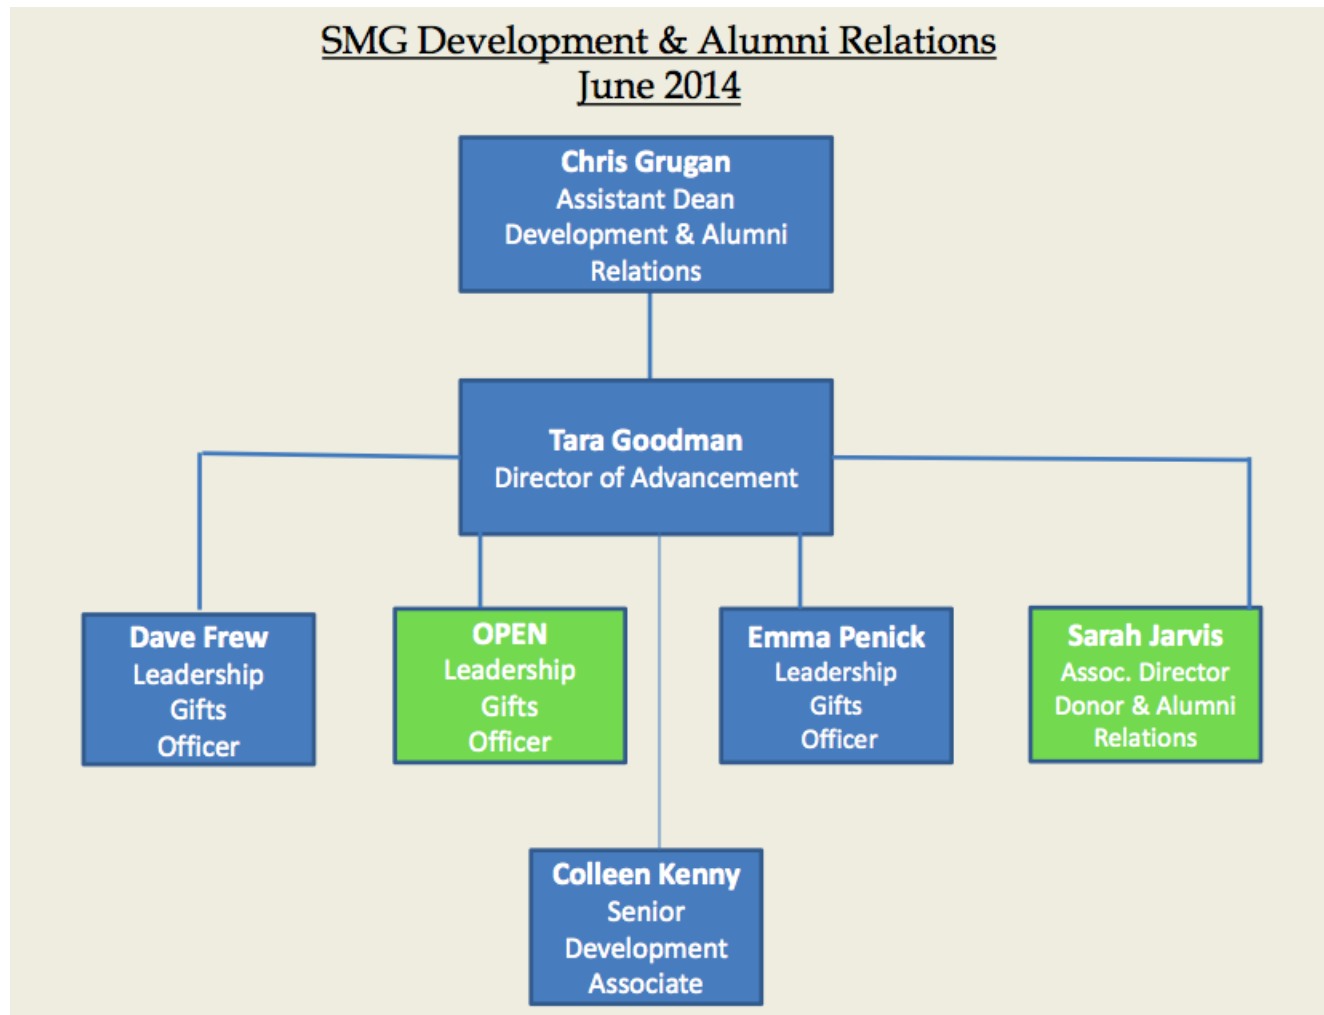 SMG Development & Alumni Relations
June 2014
Chris Grugan
Assistant Dean
Development & Alumni
Relations
Tara Goodman
Director of Advancement
Dave Frew
Leadership
Gifts
Officer
OPEN
Leadership
Gifts
Officer
Emma Penick
Leadership
Gifts
Officer
Sarah Jarvis
Assoc. Director
Donor & Alumni
Relations
Colleen Kenny
Senior
Development
Associate